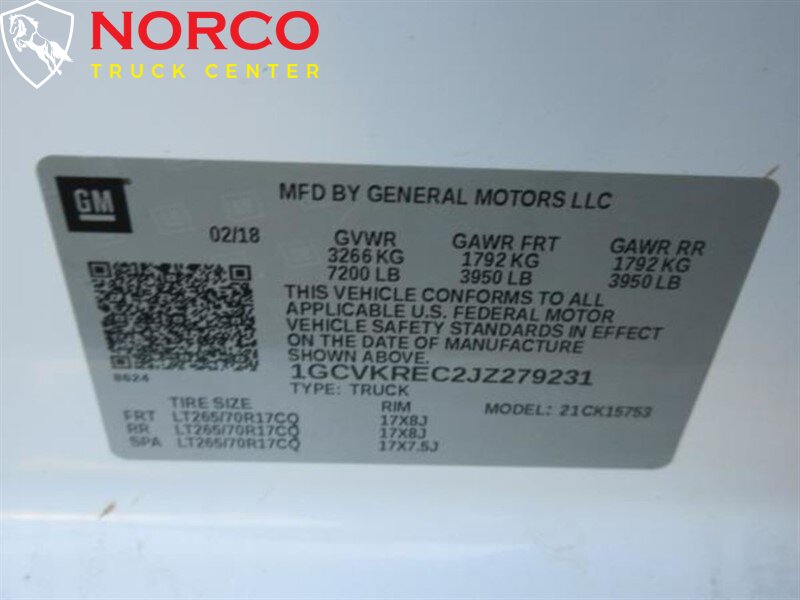 NORCO
TRUCK CENTER
GM
MFD BY GENERAL MOTORS LLC
02/18 GVWR GAWR FRT GAWR RR
3266 KG 1792 KG 1792 KG
7200 LB 3950 LB 3950 LB
THIS VEHICLE CONFORMS TO ALL
APPLICABLE U.S. FEDERAL MOTOR
VEHICLE SAFETY STANDARDS IN EFFECT
ON THE DATE OF MANUFACTURE
SHOWN ABOVE.
8624
1GCVKREC2JZ279231
TYPE: TRUCK
TIRE SIZE RIM MODEL: 21CK15753
FRT LT265/70R17CQ 17X8J
RR LT265/70R17CQ 17X8J
SPA LT265/70R17CQ 17X7.5J